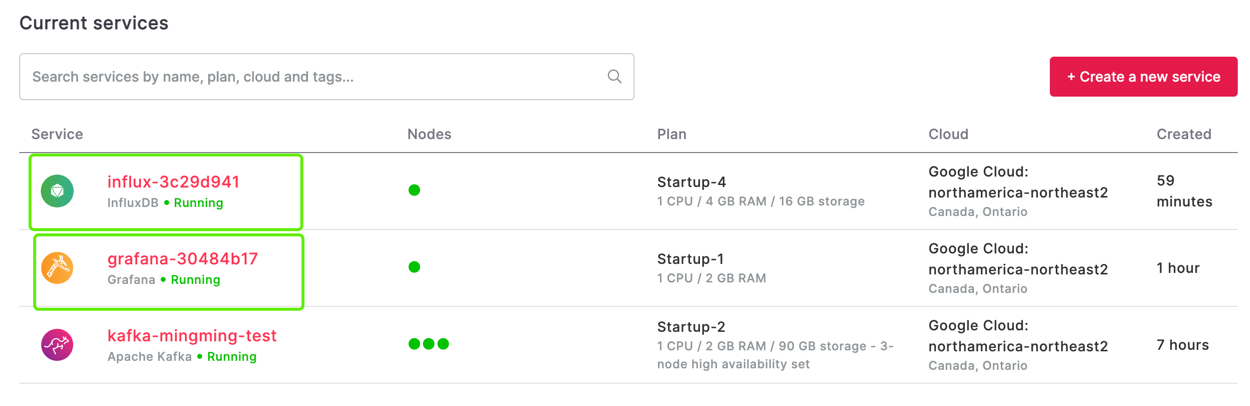 Current services
Search services by name, plan, cloud and tags...
+ Create a new service
Service Nodes Plan Cloud Created
influx-3c29d941
InfluxDB • Running
Startup-4
1 CPU / 4 GB RAM / 16 GB storage
Google Cloud:
northamerica-northeast2
Canada, Ontario
59
minutes
grafana-30484b17
Grafana • Running
Startup-1
1 CPU / 2 GB RAM
Google Cloud:
northamerica-northeast2
Canada, Ontario
1 hour
kafka-mingming-test
Apache Kafka • Running
Startup-2
1 CPU / 2 GB RAM / 90 GB storage - 3-
node high availability set
Google Cloud:
northamerica-northeast2
Canada, Ontario
7 hours